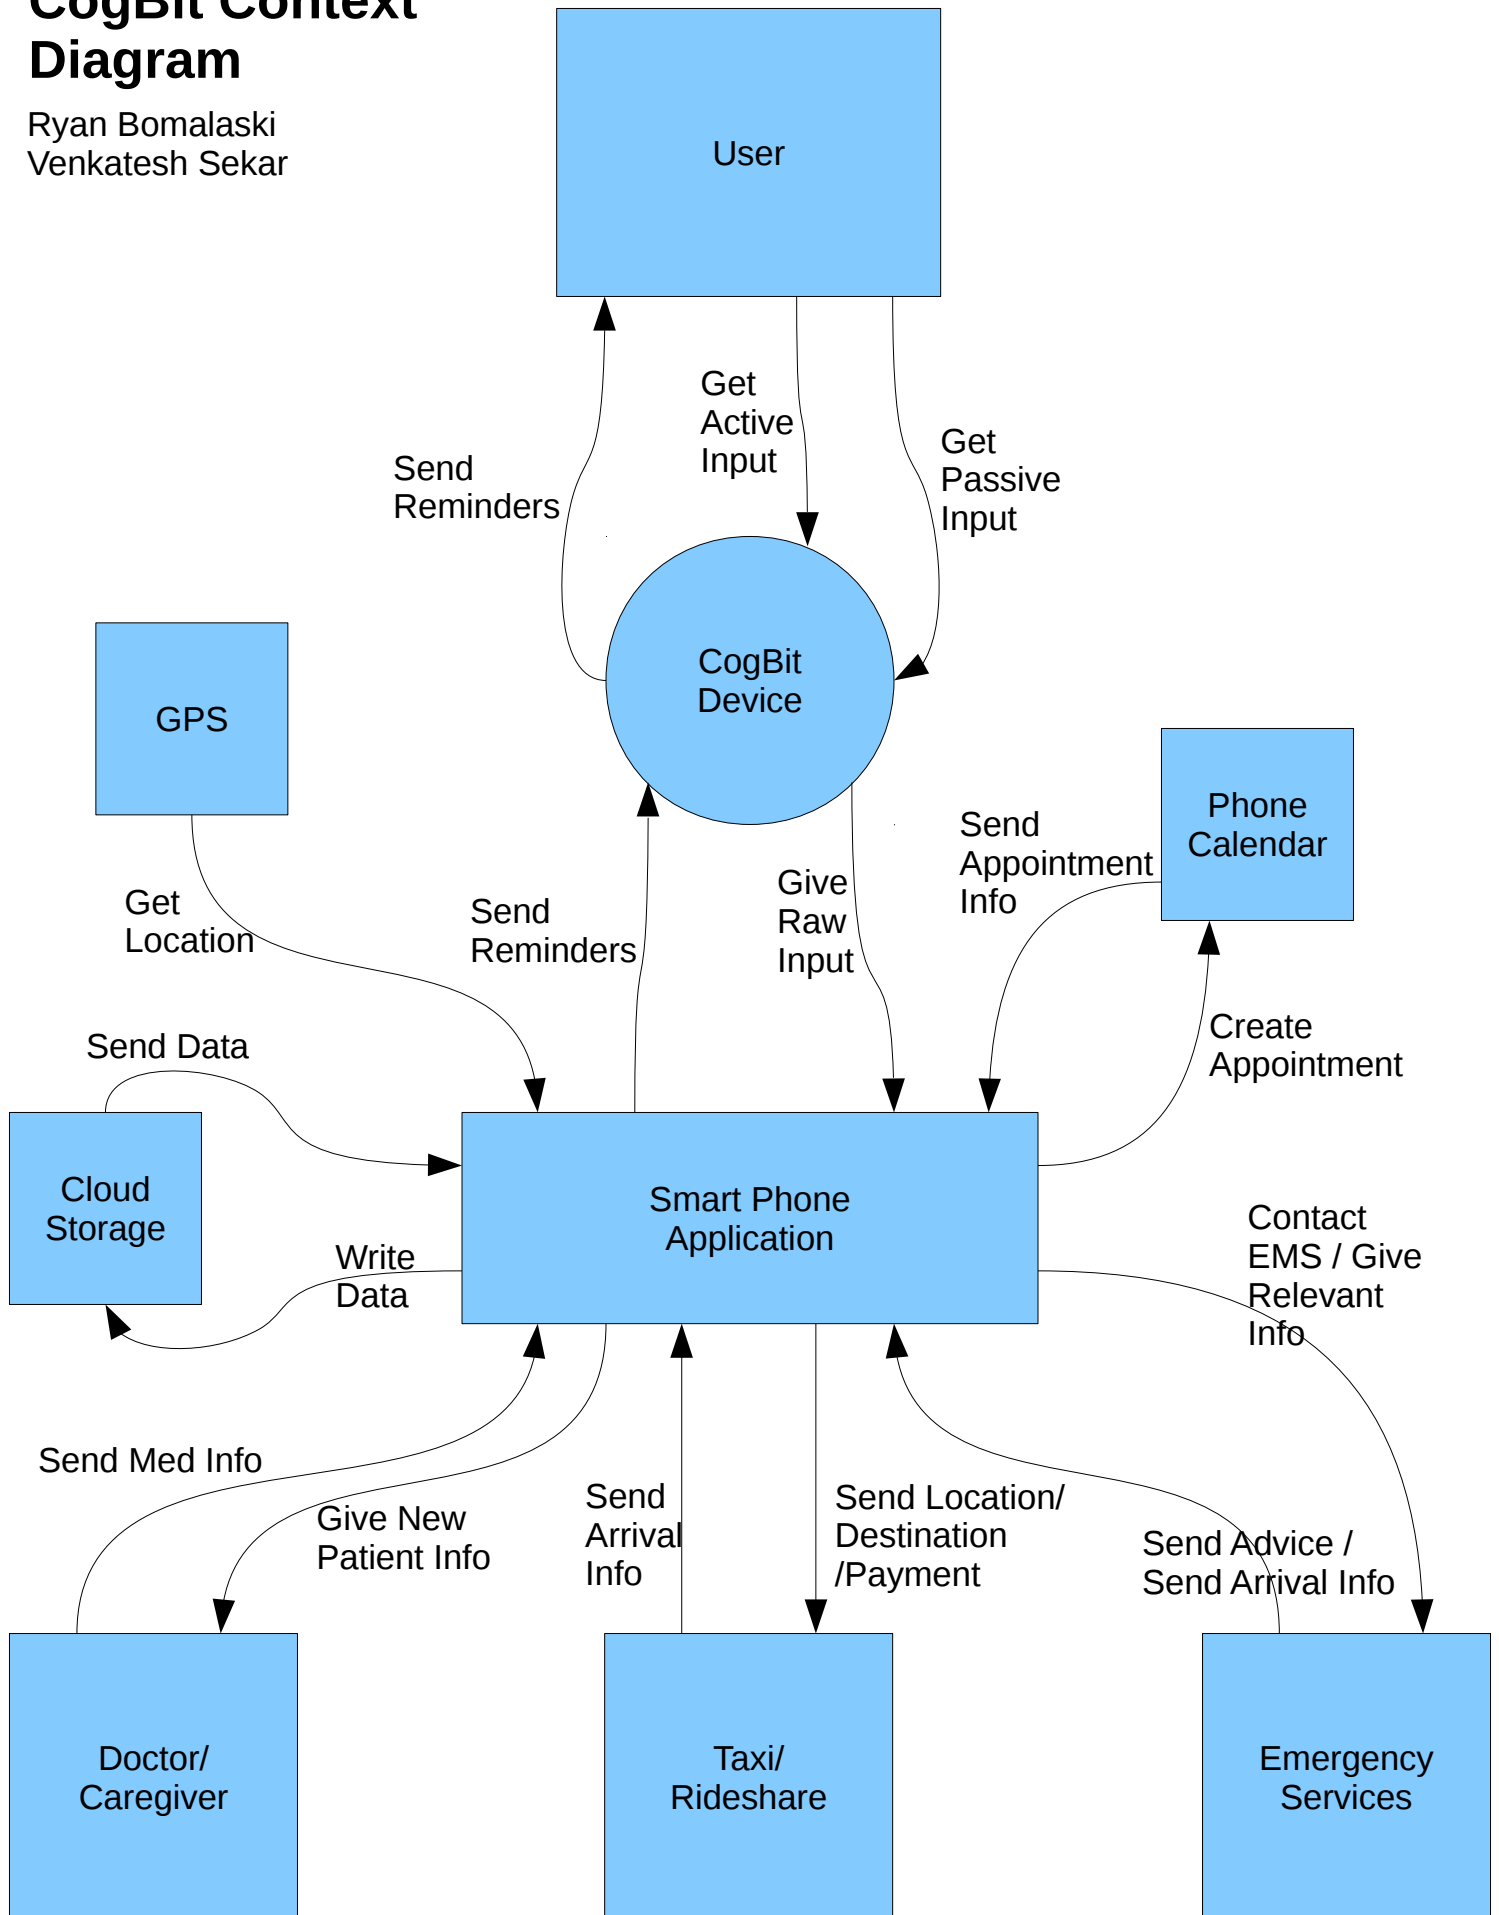 CogBit Context
Diagram
Ryan Bomalaski
Venkatesh Sekar
User
Get
Active
Input
Get
Passive
Input
Send
Reminders
CogBit
Device
GPS
Phone
Calendar
Send
Appointment
Info
Give
Raw
Input
Get
Location
Send
Reminders
Create
Appointment
Send Data
Cloud
Storage
Smart Phone
Application
Write
Data
Contact
EMS / Give
Relevant
Info
Send Med Info
Give New
Patient Info
Send
Arrival
Info
Send Location/
Destination
/Payment
Send Advice /
Send Arrival Info
Doctor/
Caregiver
Taxi/
Rideshare
Emergency
Services